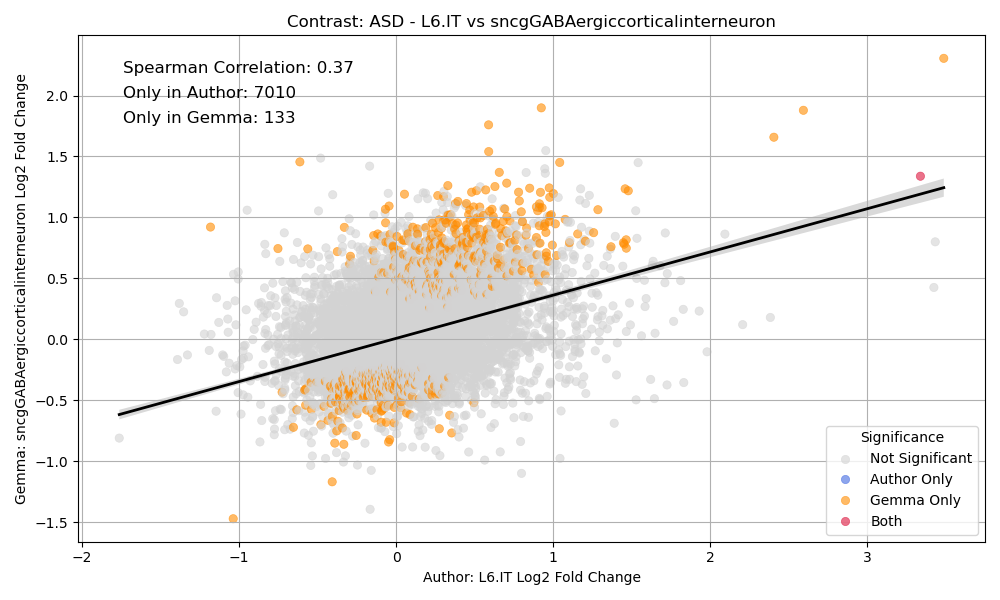 Contrast: ASD - L6.IT vs sncgGABAergiccorticalinterneuron
Spearman Correlation: 0.37
Only in Author: 7010
Only in Gemma: 133
Gemma: sncgGABAergiccorticalinterneuron Log2 Fold Change
2.0
1.5
1.0
0.5
0.0
−0.5
−1.0
−1.5
Significance
Not Significant
Author Only
Gemma Only
Both
−2
−1
0
1
2
3
Author: L6.IT Log2 Fold Change